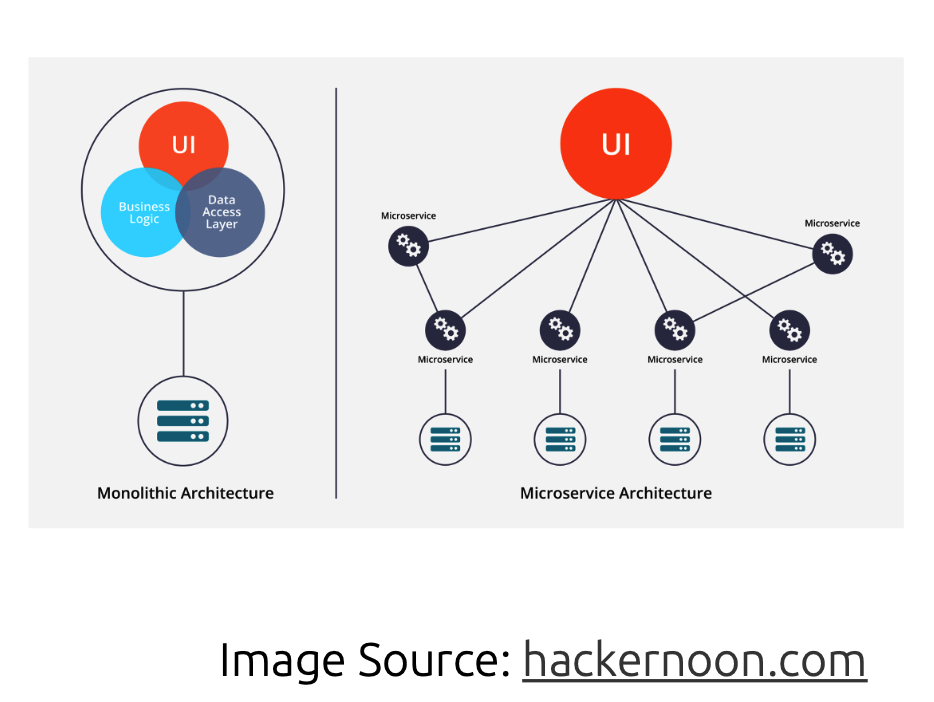 UI
Business
Logic
Data
Access
Layer
Monolithic Architecture
UI
Microservice
Microservice
Microservice
Microservice
Microservice
Microservice
Microservice Architecture
Image Source: hackernoon.com